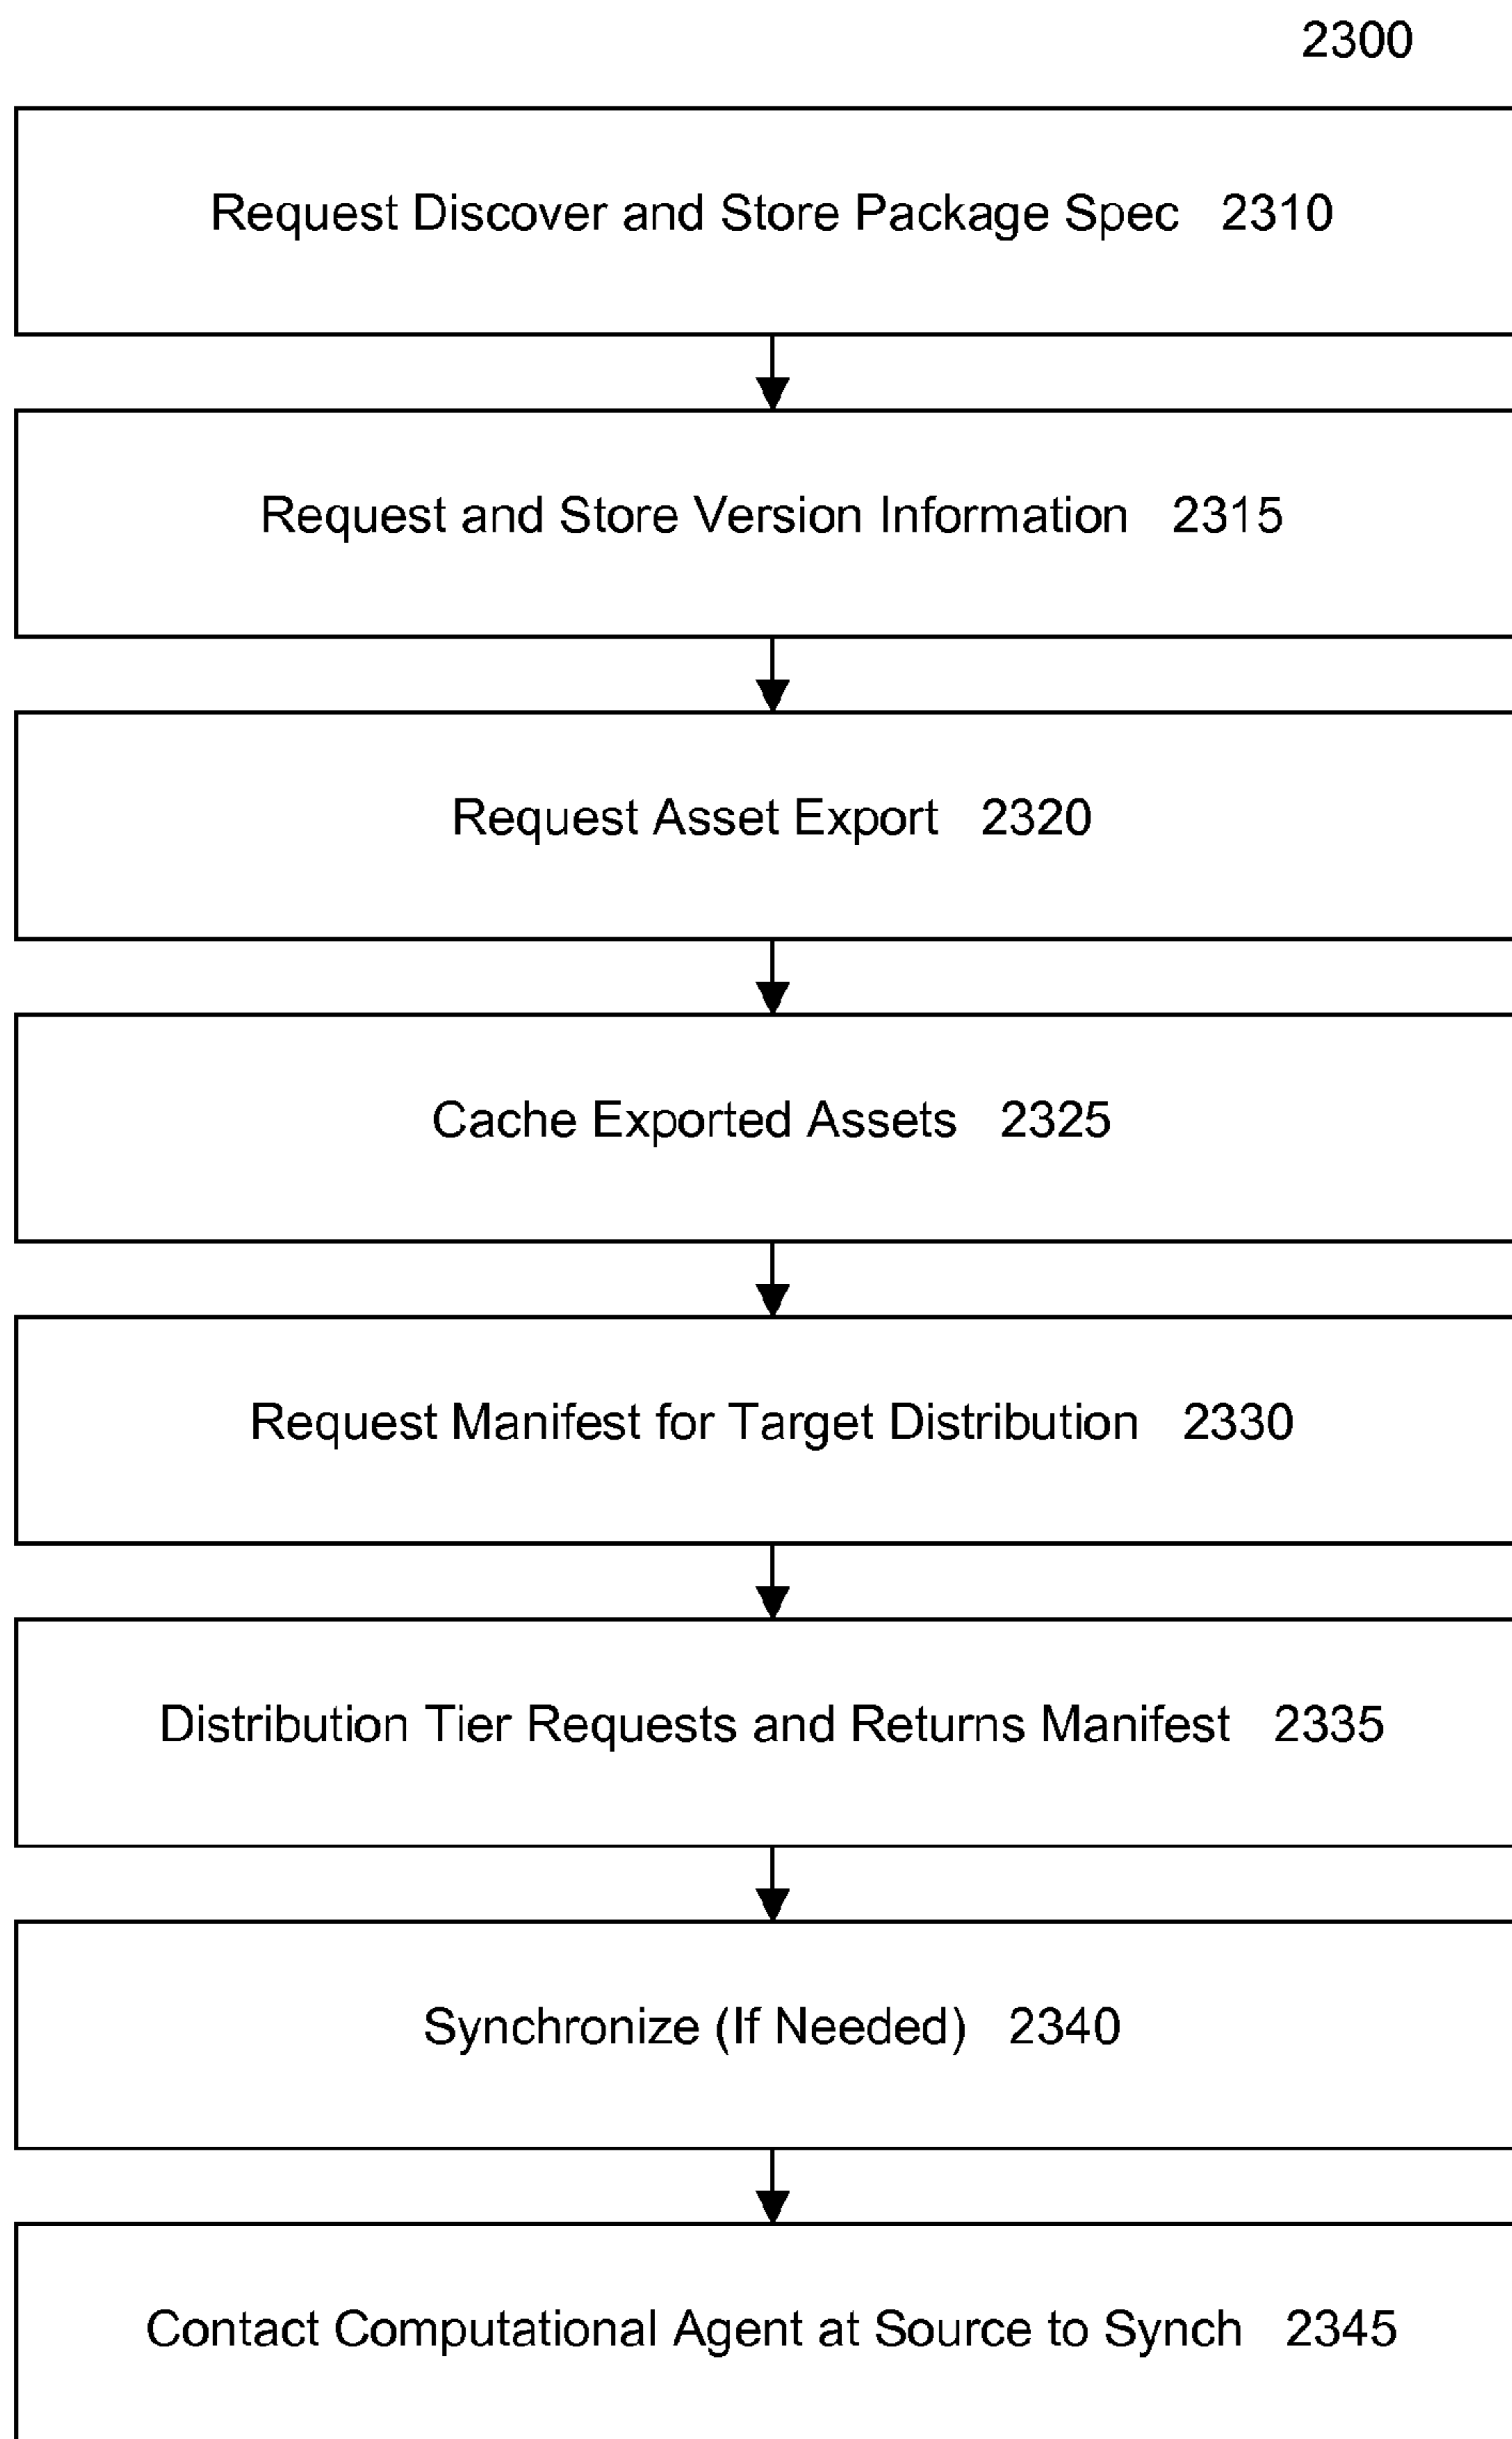 2300
Request Discover and Store Package Spec 2310
Request and Store Version Information 2315
Request Asset Export 2320
Cache Exported Assets 2325
Request Manifest for Target Distribution 2330
Distribution Tier Requests and Returns Manifest 2335
Synchronize (If Needed) 2340
Contact Computational Agent at Source to Synch 2345